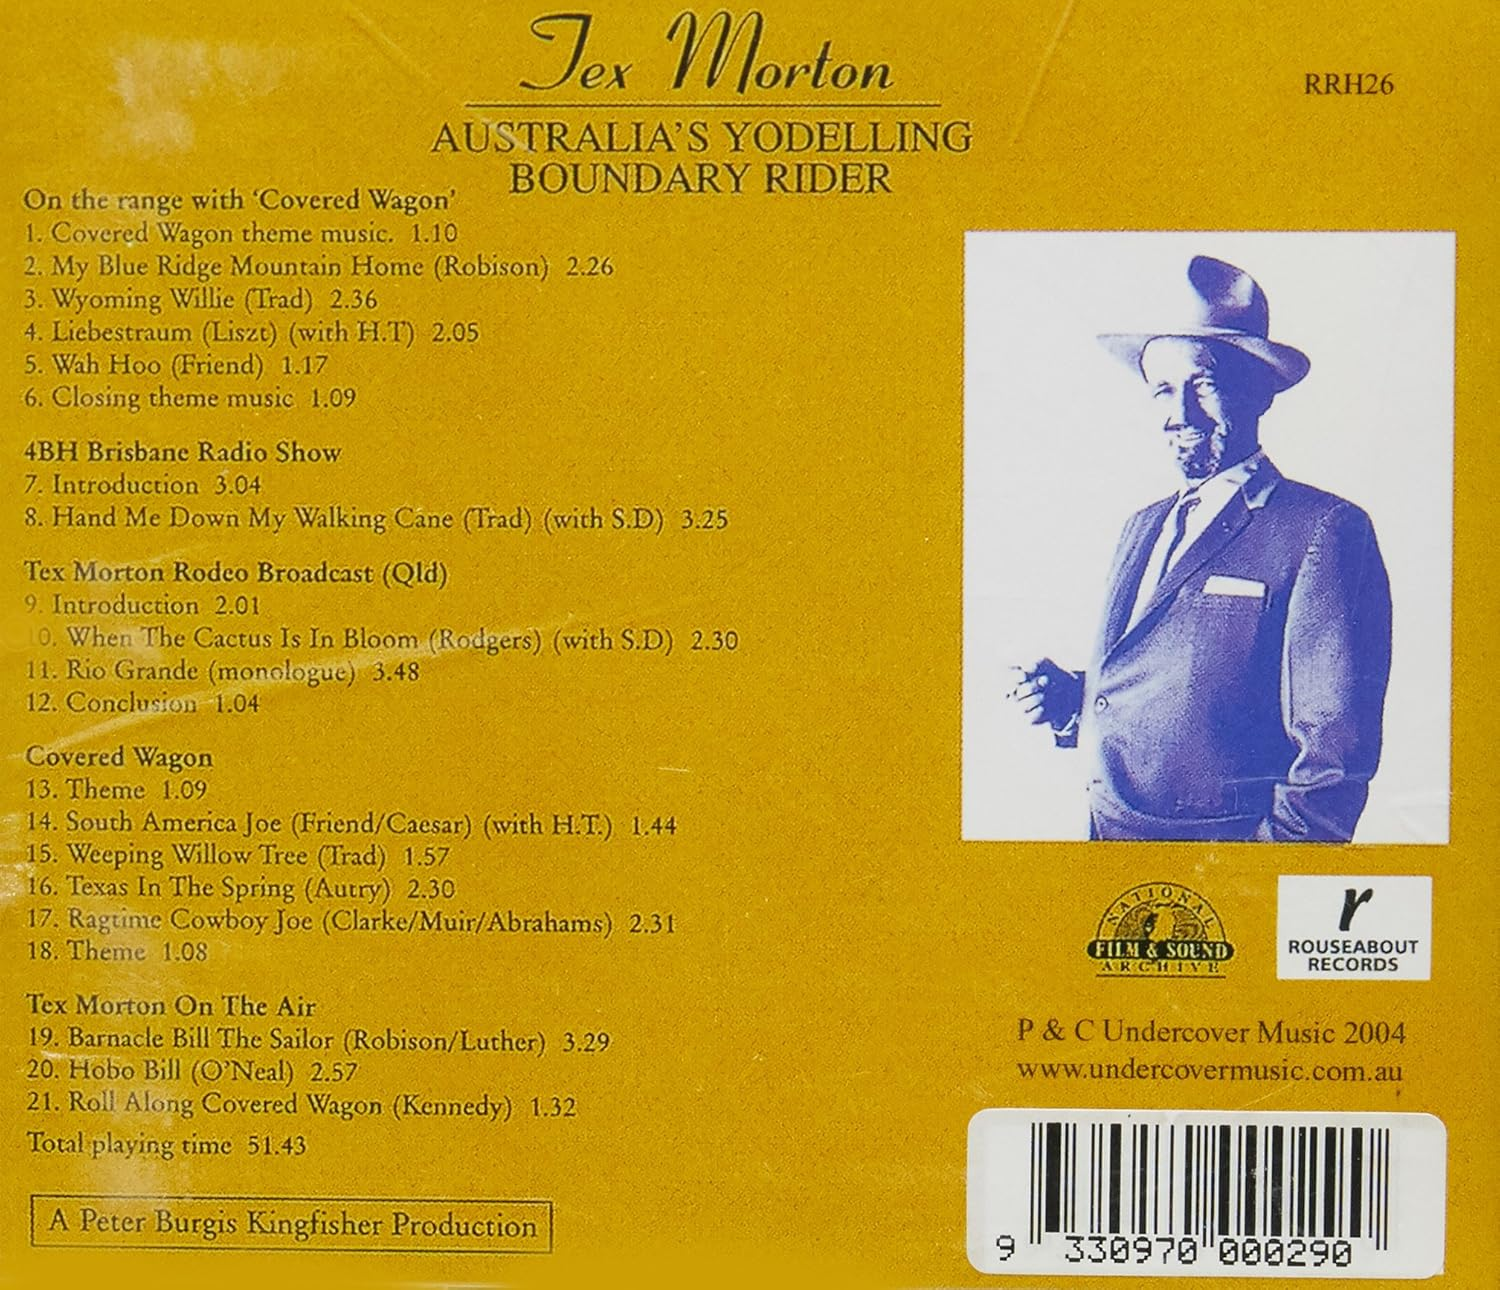 Tex Morton
RRH26
AUSTRALIA'S YODELLING
BOUNDARY RIDER
On the range with 'Covered Wagon'
1. Covered Wagon theme music. 1.10
2. My Blue Ridge Mountain Home (Robison) 2.26
3. Wyoming Willie (Trad) 2.36
4. Liebestraum (Liszt) (with H.T) 2.05
5. Wah Hoo (Friend) 1.17
6. Closing theme music 1.09
4BH Brisbane Radio Show
7. Introduction 3.04
8. Hand Me Down My Walking Cane (Trad) (with S.D) 3.25
Tex Morton Rodeo Broadcast (Qld)
9. Introduction 2.01
10. When The Cactus Is In Bloom (Rodgers) (with S.D) 2.30
11. Rio Grande (monologue) 3.48
12. Conclusion 1.04
Covered Wagon
13. Theme 1.09
14. South America Joe (Friend/Caesar) (with H.T.) 1.44
15. Weeping Willow Tree (Trad) 1.57
16. Texas In The Spring (Autry) 2.30
17. Ragtime Cowboy Joe (Clarke/Muir/Abrahams) 2.31
18. Theme 1.08
Tex Morton On The Air
19. Barnacle Bill The Sailor (Robison/Luther) 3.29
20. Hobo Bill (O'Neal) 2.57
21. Roll Along Covered Wagon (Kennedy) 1.32
Total playing time 51.43
A Peter Burgis Kingfisher Production
NATIONAL
FILM & SOUND
ARCHIVE
r
ROUSEABOUT
RECORDS
P & C Undercover Music 2004
www.undercovermusic.com.au
9 330970 000290